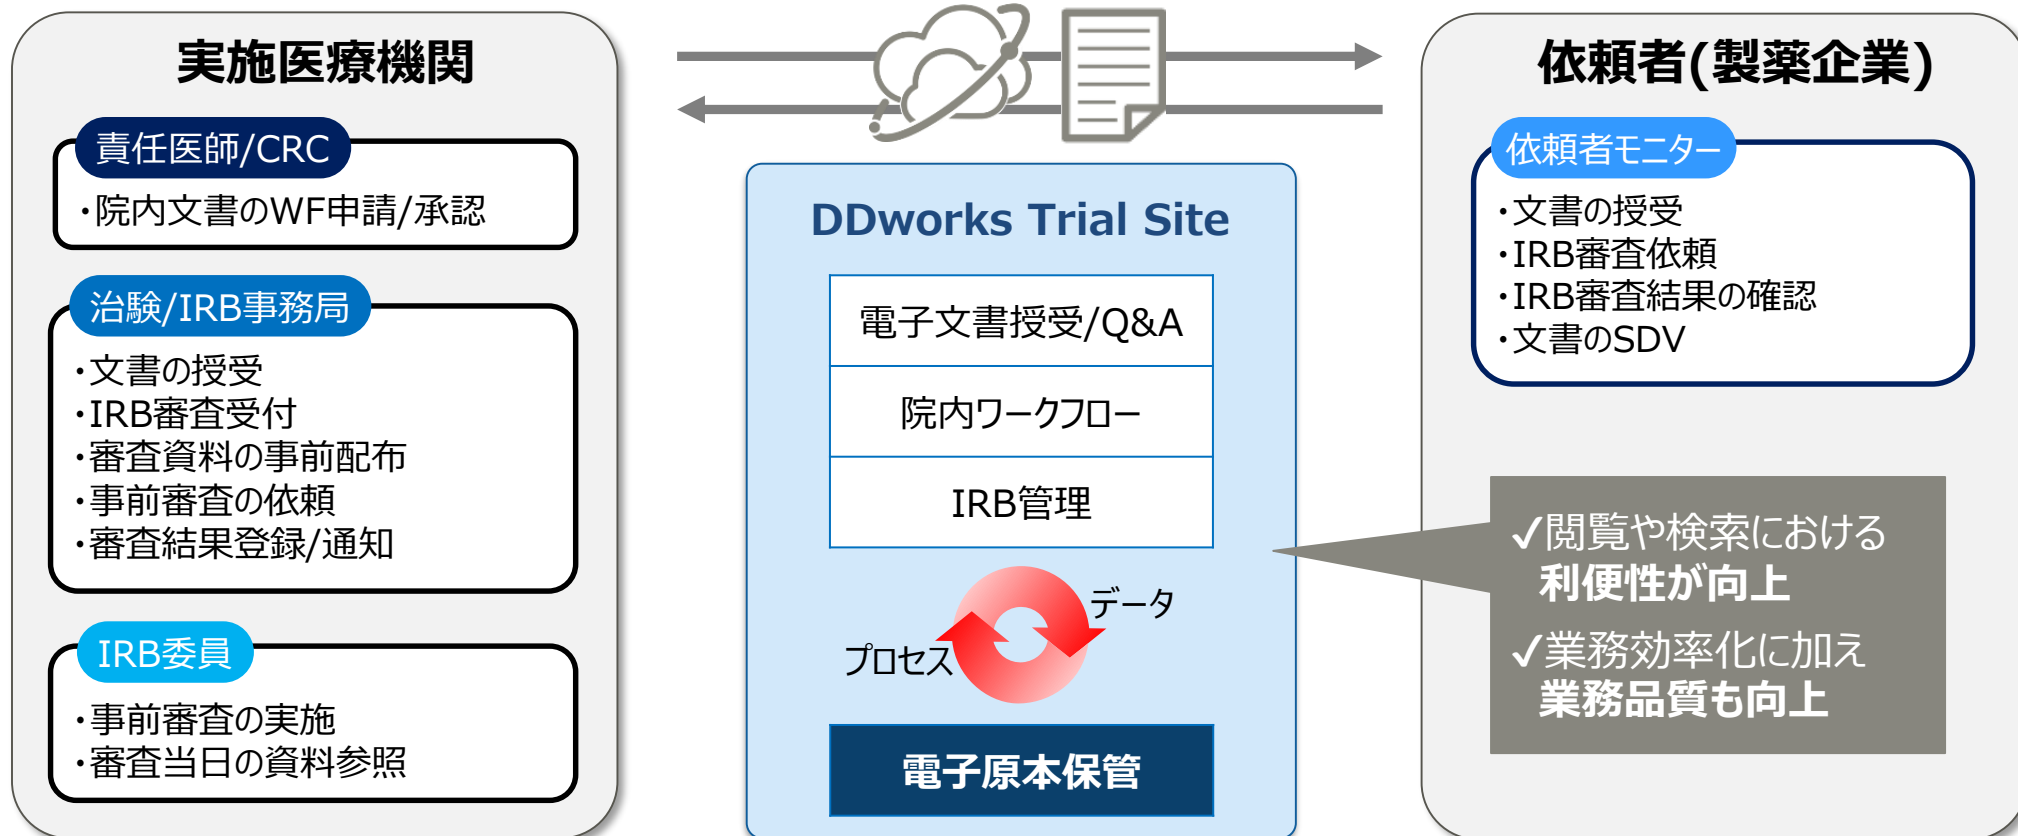 実施医療機関
責任医師/CRC
・院内文書のWF申請/承認
治験/IRB事務局
・文書の授受
・IRB審査受付
・審査資料の事前配布
・事前審査の依頼
・審査結果登録/通知
IRB委員
・事前審査の実施
・審査当日の資料参照
DDworks Trial Site
電子文書授受/Q&A
院内ワークフロー
IRB管理
データ
プロセス
電子原本保管
依頼者(製薬企業)
依頼者モニター
・文書の授受
・IRB審査依頼
・IRB審査結果の確認
・文書のSDV
✓閲覧や検索における
利便性が向上
✓業務効率化に加え
業務品質も向上